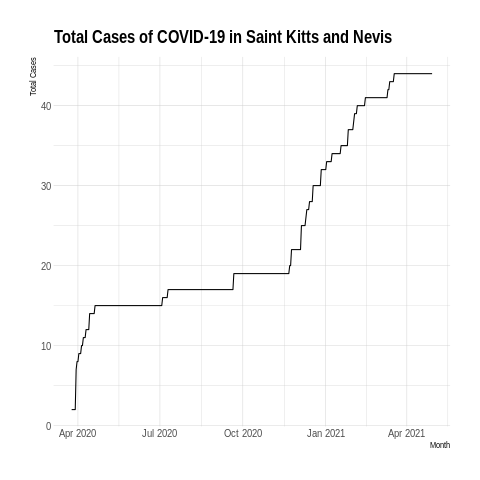 Total Cases of COVID-19 in Saint Kitts and Nevis
Total Cases
40
30
20
10
0
Apr 2020 Jul 2020 Oct 2020 Jan 2021 Apr 2021
Month